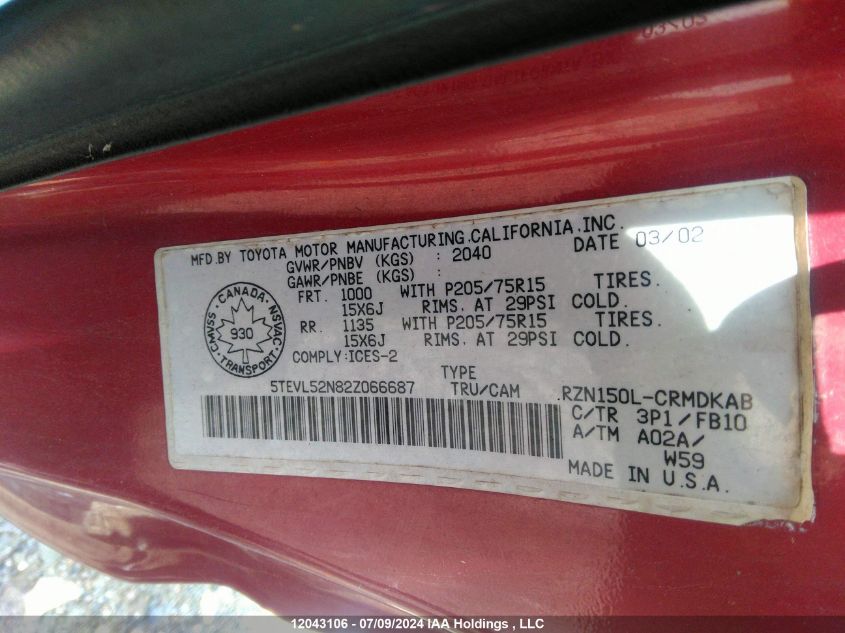 MFD.BY TOYOTA MOTOR MANUFACTURING.CALIFORNIA.INC.
GVWR/PNBV (KGS) : 2040 DATE 03/02
GAWR/PNBE (KGS) :
FRT. 1000 WITH P205/75R15 TIRES.
15X6J RIMS. AT 29PSI COLD.
RR. 1135 WITH P205/75R15 TIRES.
15X6J RIMS. AT 29PSI COLD.
CANADA
CMVSS 930 NSVAC
TRANSPORT
COMPLY:ICES-2
5TEVL52N82Z066687 TYPE
TRU/CAM .RZN150L-CRMDKAB
C/TR 3P1/FB10
A/TM A02A/
W59
MADE IN U.S.A.
12043106 - 07/09/2024 IAA Holdings , LLC